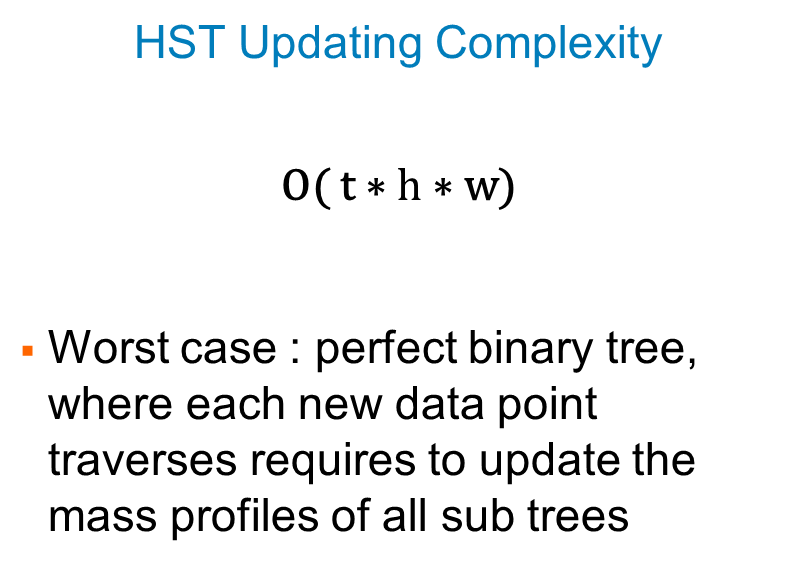 HST Updating Complexity
O( t ∗ h ∗ w)
▪ Worst case : perfect binary tree,
where each new data point
traverses requires to update the
mass profiles of all sub trees